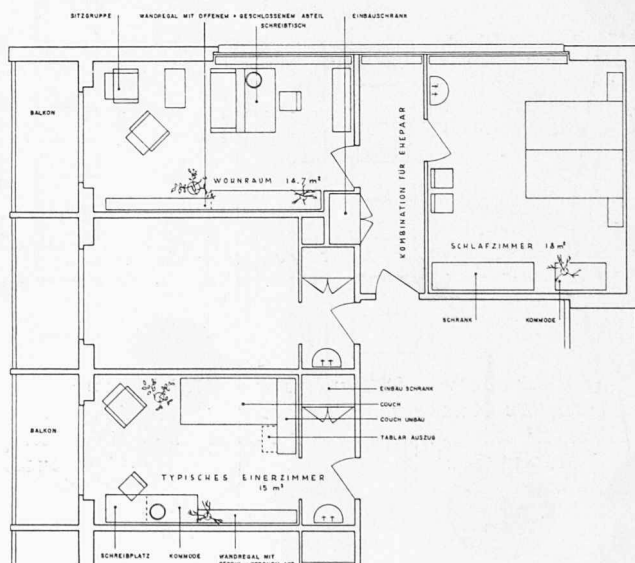 SITZGRUPPE
WANDREGAL MIT OFFENEM + GESCHLOSSENEM ABTEIL
SCHREIBTISCH
EINBAUSCHRANK
BALKON
WOHNRAUM 14.7 m²
KOMBINATION FÜR EHEPAAR
SCHLAFZIMMER 18 m²
SCHRANK
KOMMODE
EINBAU SCHRANK
COUCH
COUCH UMBAU
TABLAR AUSZUG
BALKON
TYPISCHES EINERZIMMER
15 m²
SCHREIBPLATZ
KOMMODE
WANDREGAL MIT